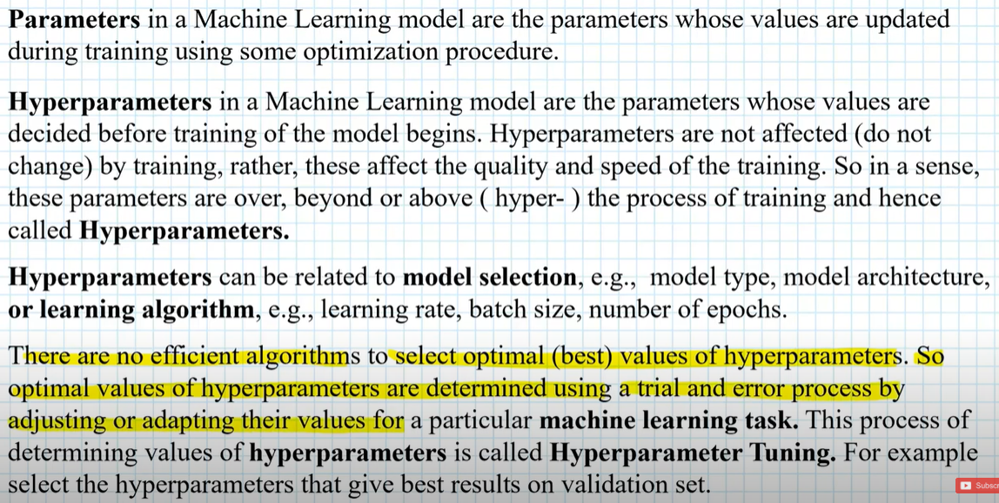 Parameters in a Machine Learning model are the parameters whose values are updated
during training using some optimization procedure.
Hyperparameters in a Machine Learning model are the parameters whose values are
decided before training of the model begins. Hyperparameters are not affected (do not
change) by training, rather, these affect the quality and speed of the training. So in a sense,
these parameters are over, beyond or above ( hyper- ) the process of training and hence
called Hyperparameters.
Hyperparameters can be related to model selection, e.g., model type, model architecture,
or learning algorithm, e.g., learning rate, batch size, number of epochs.
There are no efficient algorithms to select optimal (best) values of hyperparameters. So
optimal values of hyperparameters are determined using a trial and error process by
adjusting or adapting their values for a particular machine learning task. This process of
determining values of hyperparameters is called Hyperparameter Tuning. For example
select the hyperparameters that give best results on validation set.
Subscr